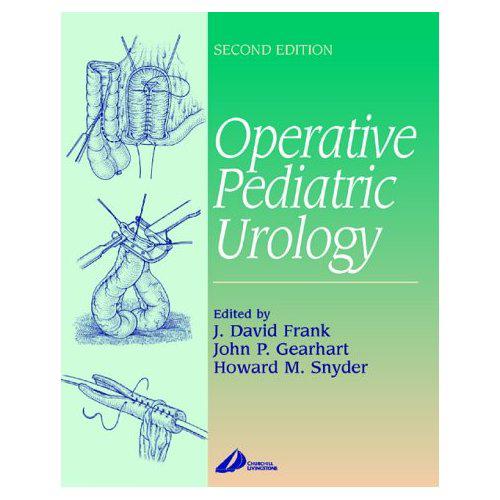 SECOND EDITION
Operative
Pediatric
Urology
Edited by
J. David Frank
John P. Gearhart
Howard M. Snyder
CHURCHILL
LIVINGSTONE